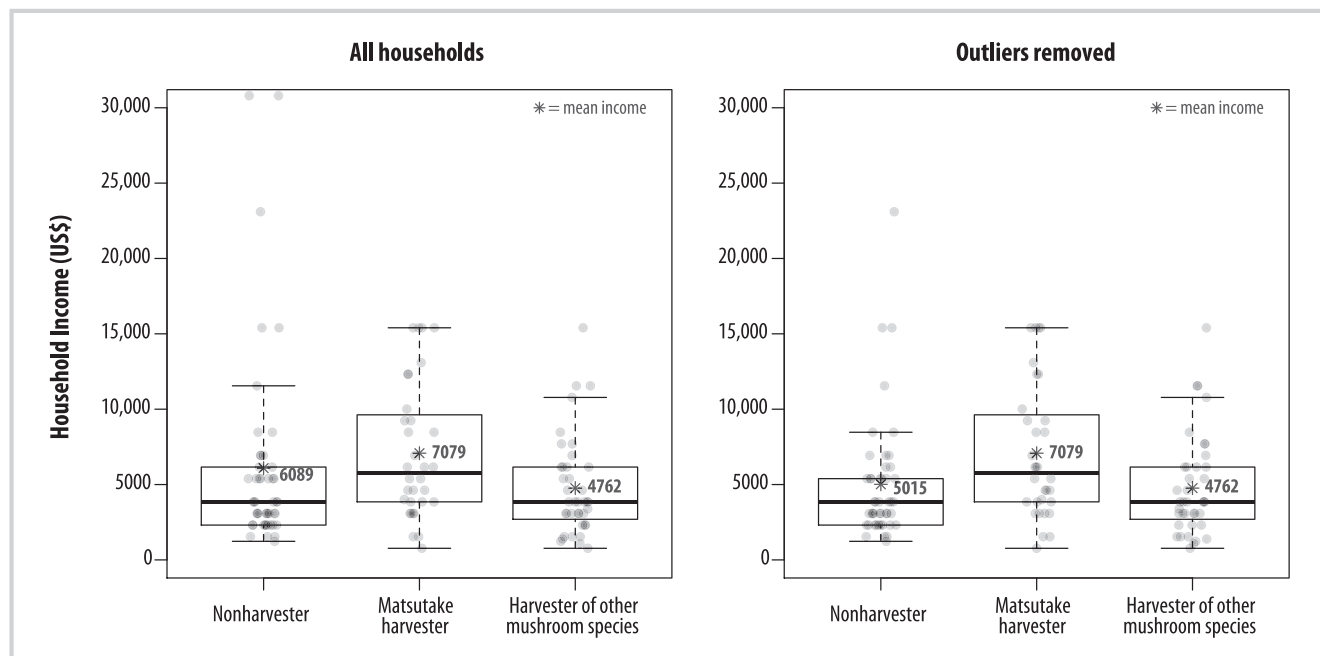 All households
Household Income (US$)
30,000
25,000
20,000
15,000
10,000
5000
0
✳ = mean income
6089
7079
4762
Nonharvester
Matsutake
harvester
Harvester of other
mushroom species
Outliers removed
30,000
25,000
20,000
15,000
10,000
5000
0
✳ = mean income
5015
7079
4762
Nonharvester
Matsutake
harvester
Harvester of other
mushroom species